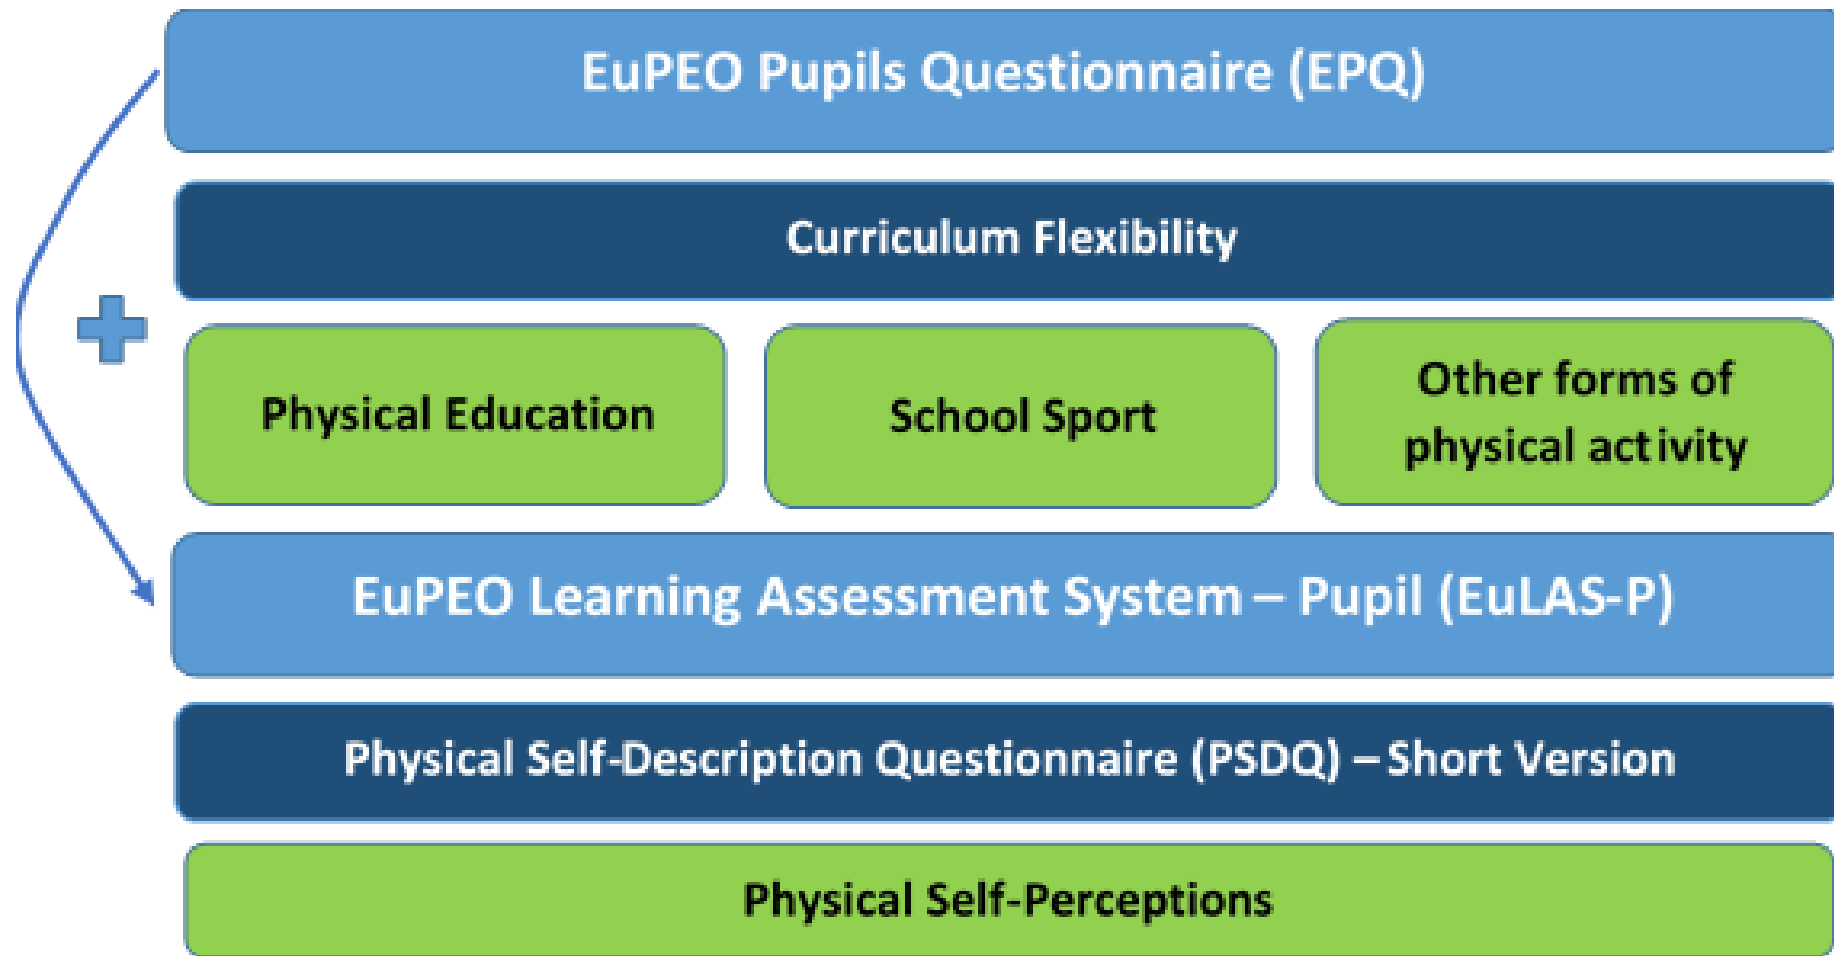 EuPEO Pupils Questionnaire (EPQ)
Curriculum Flexibility
Physical Education
School Sport
Other forms of
physical activity
EuPEO Learning Assessment System – Pupil (EuLAS-P)
Physical Self-Description Questionnaire (PSDQ) – Short Version
Physical Self-Perceptions